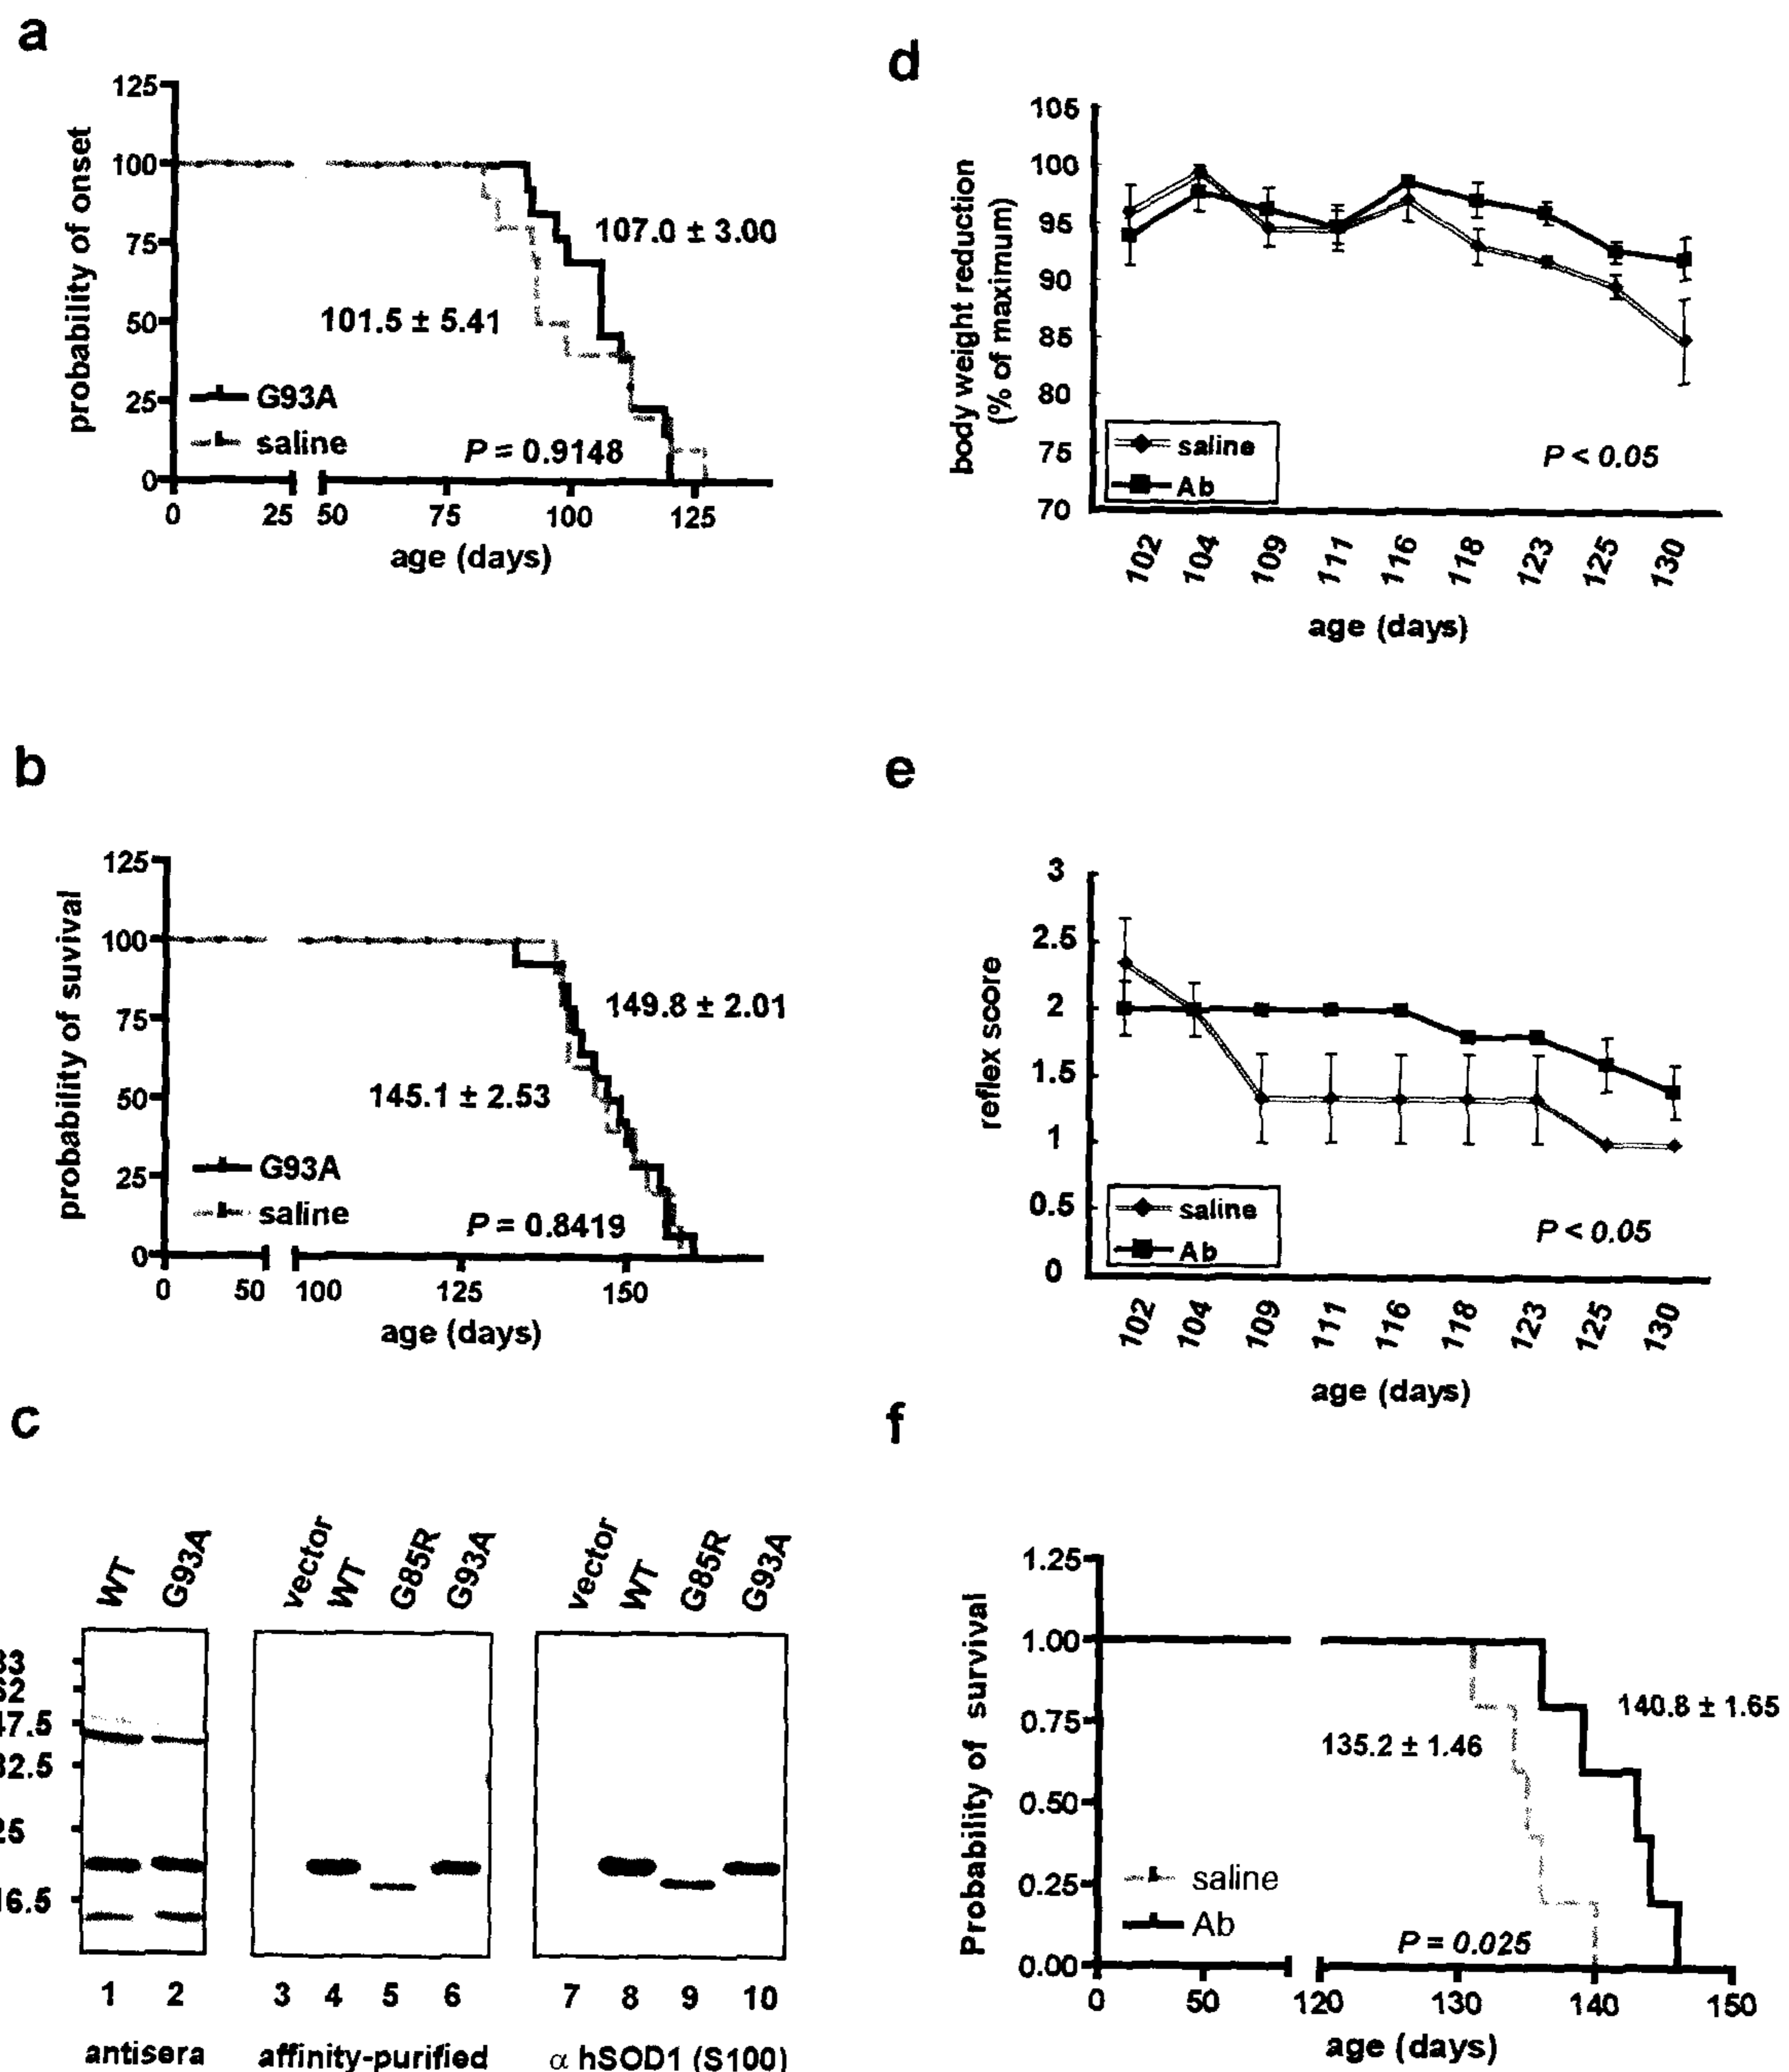 a
125
100
75
50
25
0
probability of onset
107.0 ± 3.00
101.5 ± 5.41
G93A
saline
P = 0.9148
0 25 50 75 100 125
age (days)
d
105
100
95
90
85
80
75
70
body weight reduction
(% of maximum)
saline
Ab
P < 0.05
102 104 109 111 116 118 123 125 130
age (days)
b
125
100
75
50
25
0
probability of suvival
149.8 ± 2.01
145.1 ± 2.53
G93A
saline
P = 0.8419
0 50 100 125 150
age (days)
e
3
2.5
2
1.5
1
0.5
0
reflex score
saline
Ab
P < 0.05
102 104 109 111 116 118 123 125 130
age (days)
c
WT G93A vector WT G85R G93A vector WT G85R G93A
47.5
32.5
25
16.5
1 2 3 4 5 6 7 8 9 10
antisera affinity-purified α hSOD1 (S100)
f
1.25
1.00
0.75
0.50
0.25
0.00
Probability of survival
140.8 ± 1.65
135.2 ± 1.46
saline
Ab
P = 0.025
0 50 120 130 140 150
age (days)